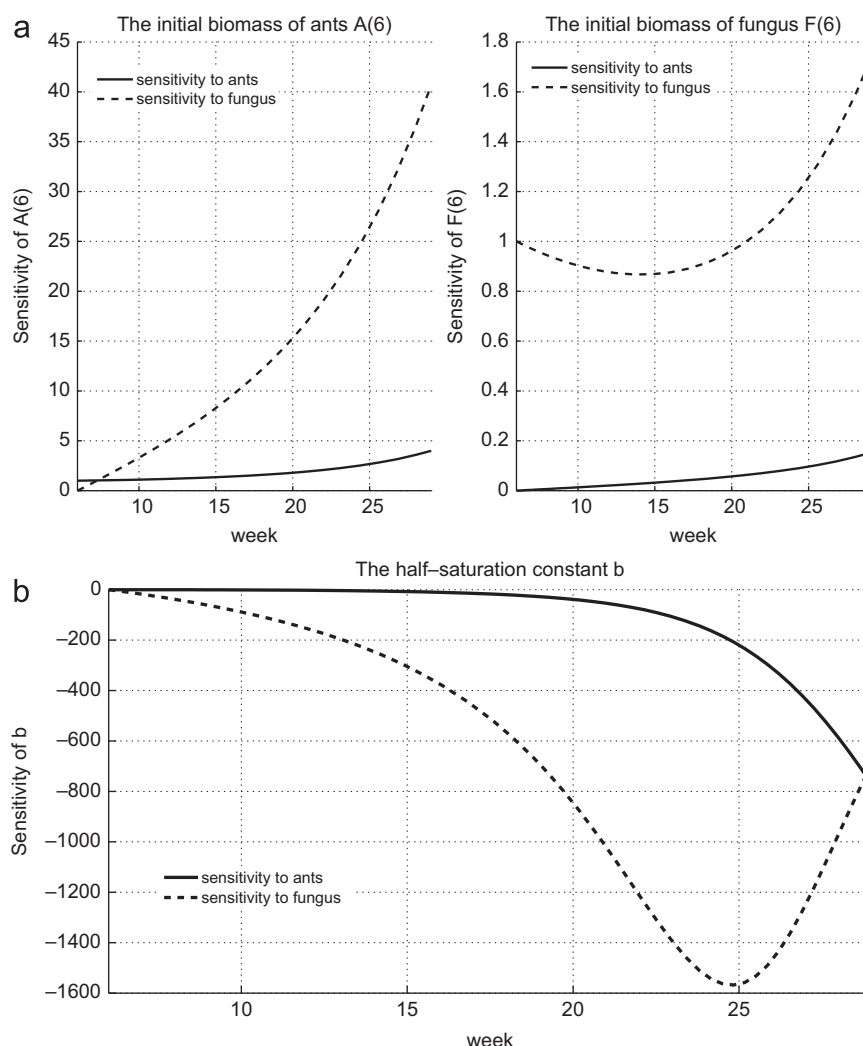 a
The initial biomass of ants A(6)
45
40
35
30
25
20
15
10
5
0
Sensitivity of A(6)
sensitivity to ants
sensitivity to fungus
10
15
20
25
week
The initial biomass of fungus F(6)
1.8
1.6
1.4
1.2
1
0.8
0.6
0.4
0.2
0
Sensitivity of F(6)
sensitivity to ants
sensitivity to fungus
10
15
20
25
week
b
The half–saturation constant b
0
–200
–400
–600
–800
–1000
–1200
–1400
–1600
Sensitivity of b
sensitivity to ants
sensitivity to fungus
10
15
20
25
week